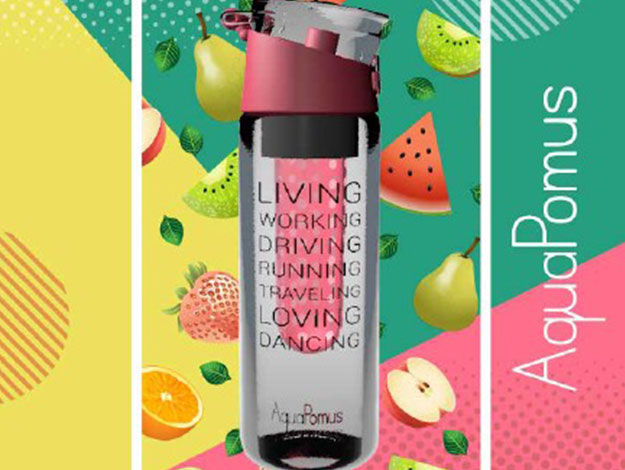 LIVING
WORKING
DRIVING
RUNNING
TRAVELING
LOVING
DANCING
AquaPomus
AquaPomus